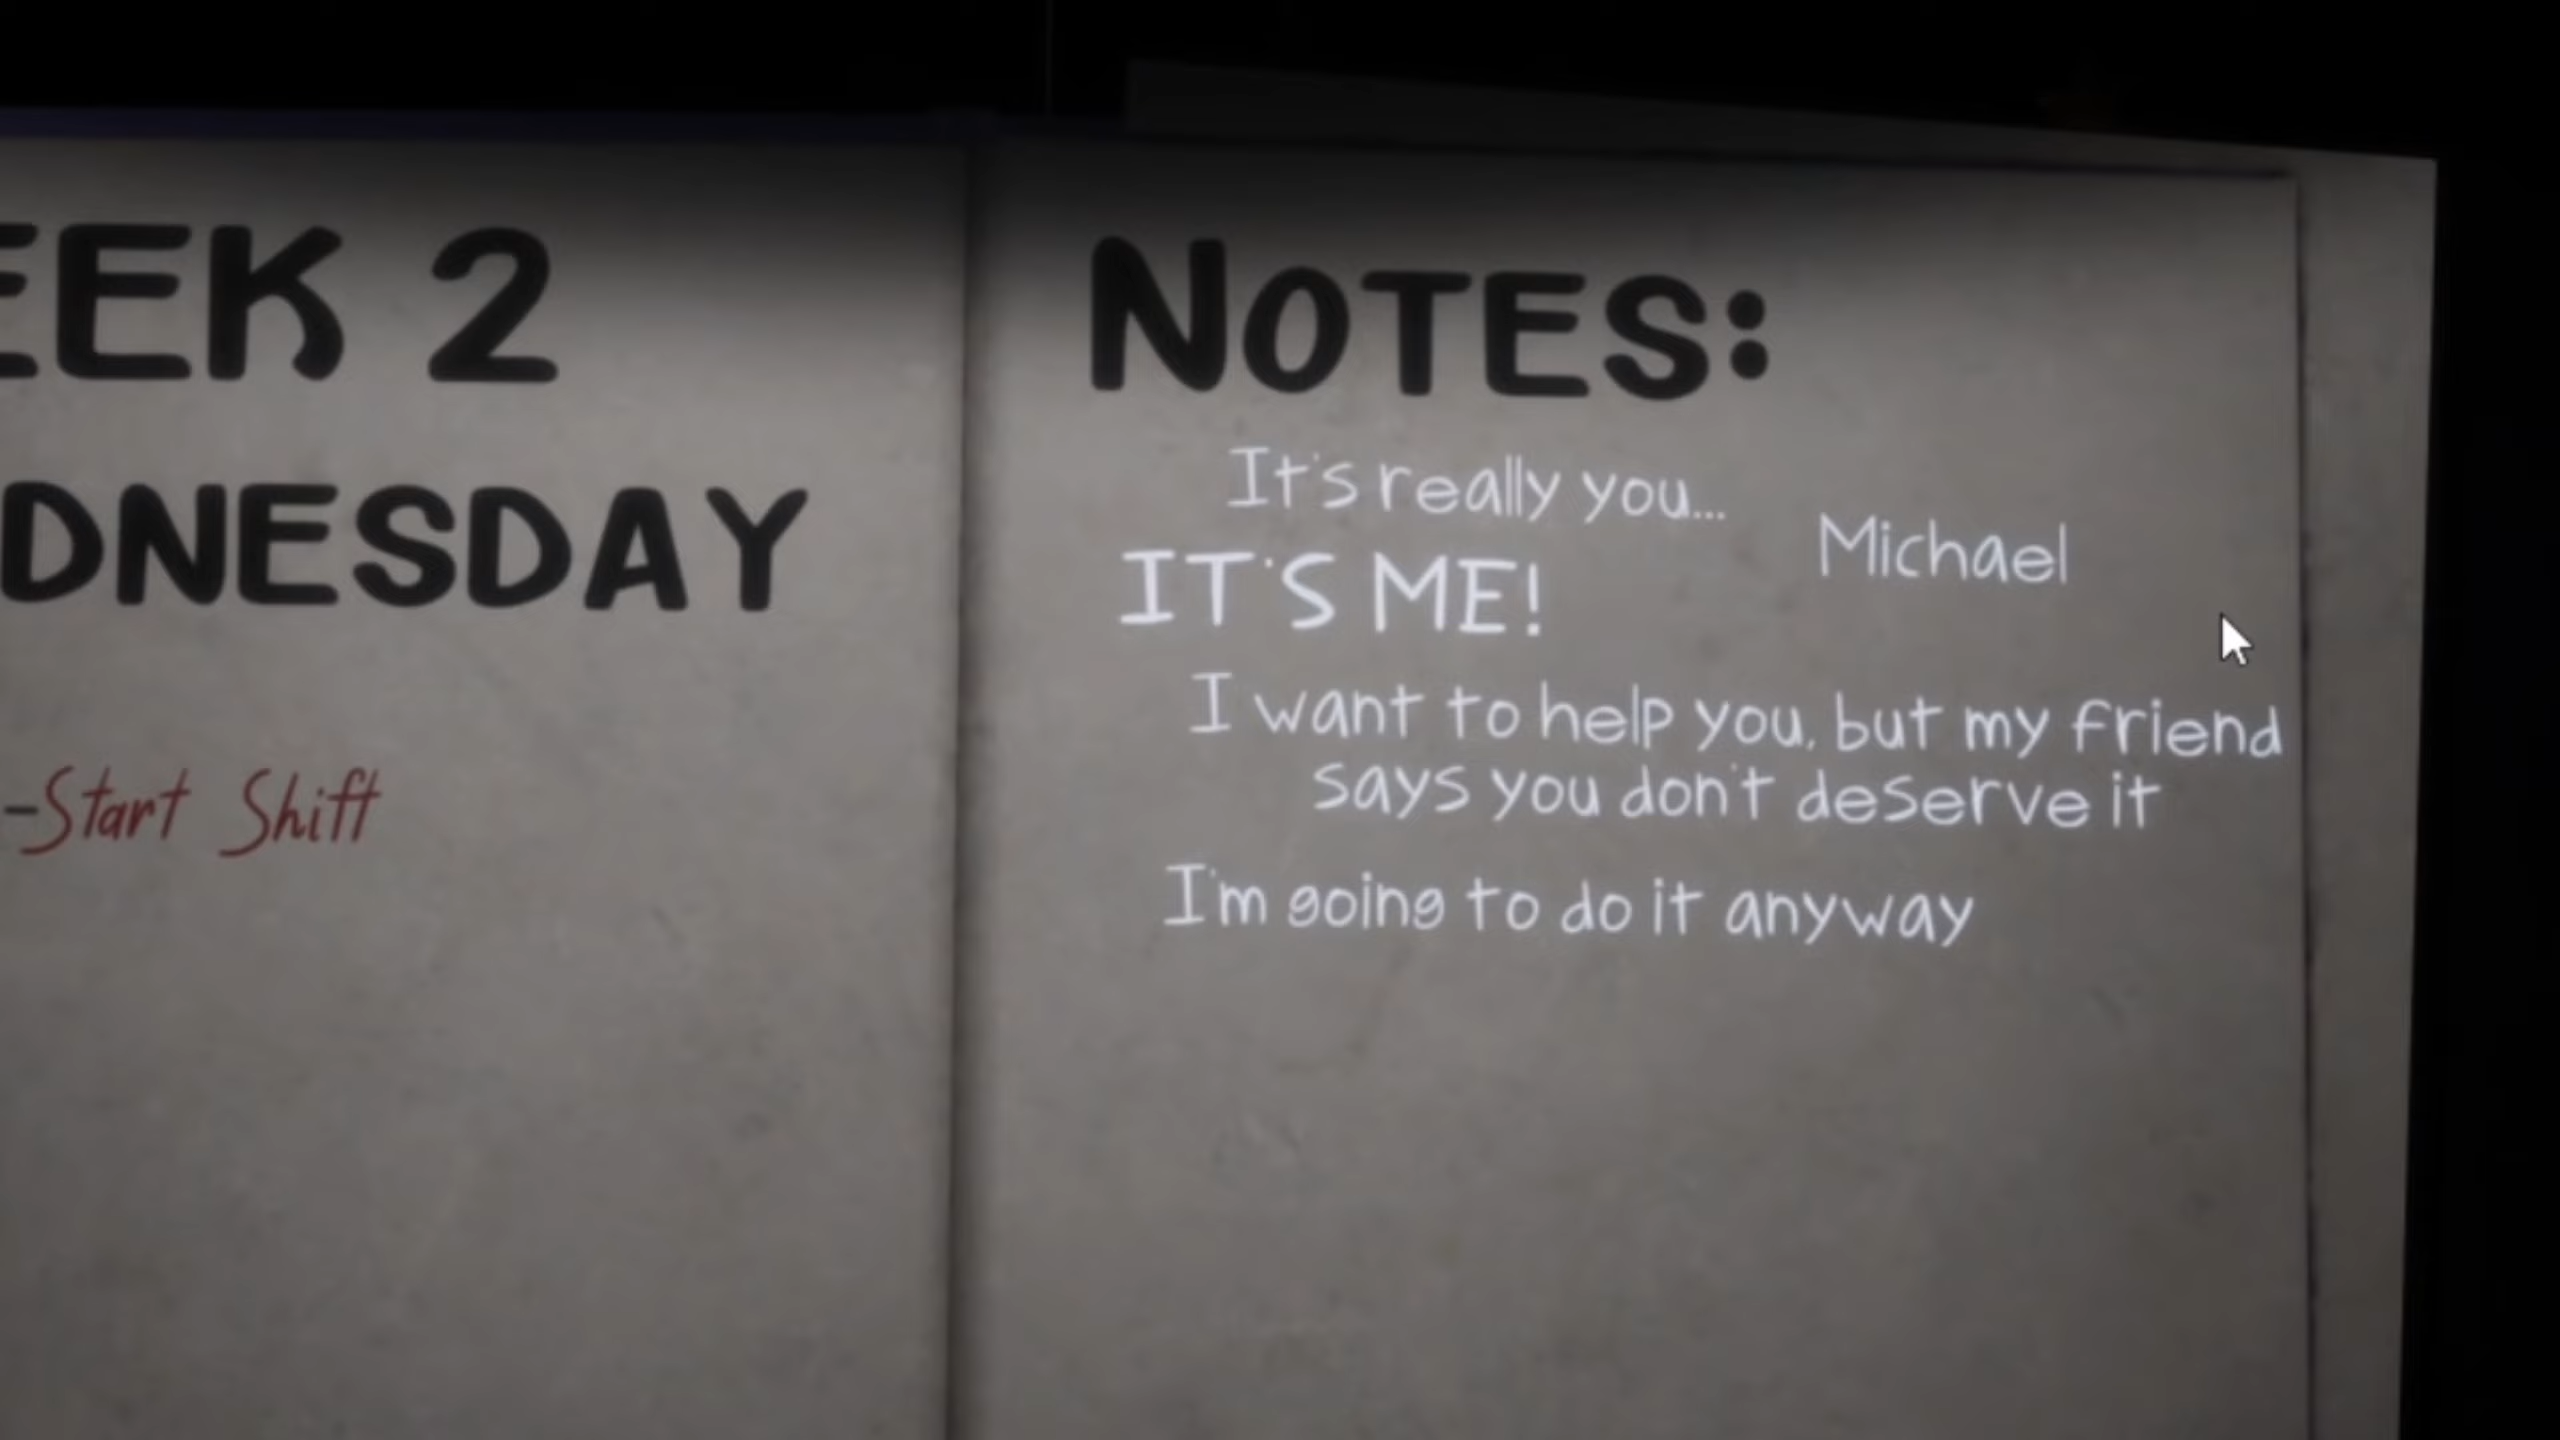 EEK 2
DNESDAY
-Start Shift
NOTES:
It's really you...
Michael
IT'S ME!
I want to help you, but my friend
says you don't deserve it
I'm going to do it anyway